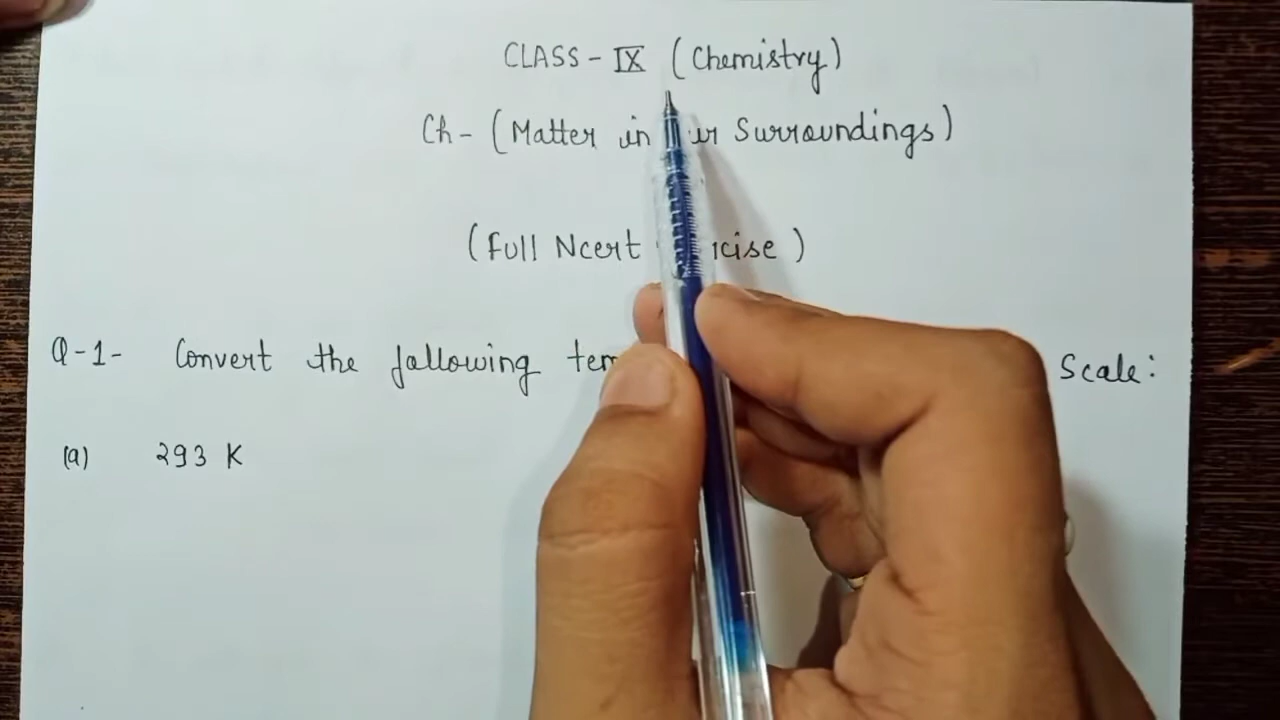 CLASS - IX (Chemistry)
Ch - (Matter in Surroundings)
(Full Ncert)
Q-1- Convert the following Scale:
(a) 293 K